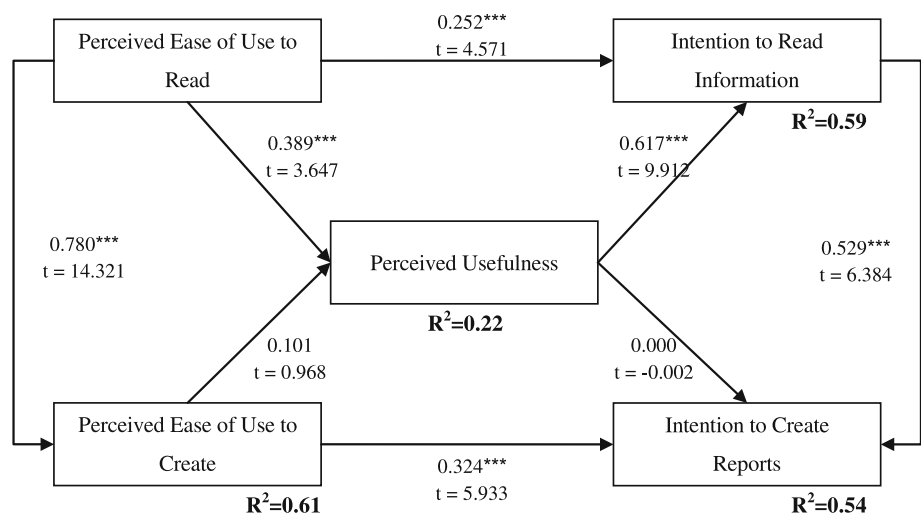 Perceived Ease of Use to
Read
0.252***
t = 4.571
Intention to Read
Information
R²=0.59
0.389***
t = 3.647
0.617***
t = 9.912
0.780***
t = 14.321
Perceived Usefulness
R²=0.22
0.529***
t = 6.384
0.101
t = 0.968
0.000
t = -0.002
Perceived Ease of Use to
Create
R²=0.61
0.324***
t = 5.933
Intention to Create
Reports
R²=0.54